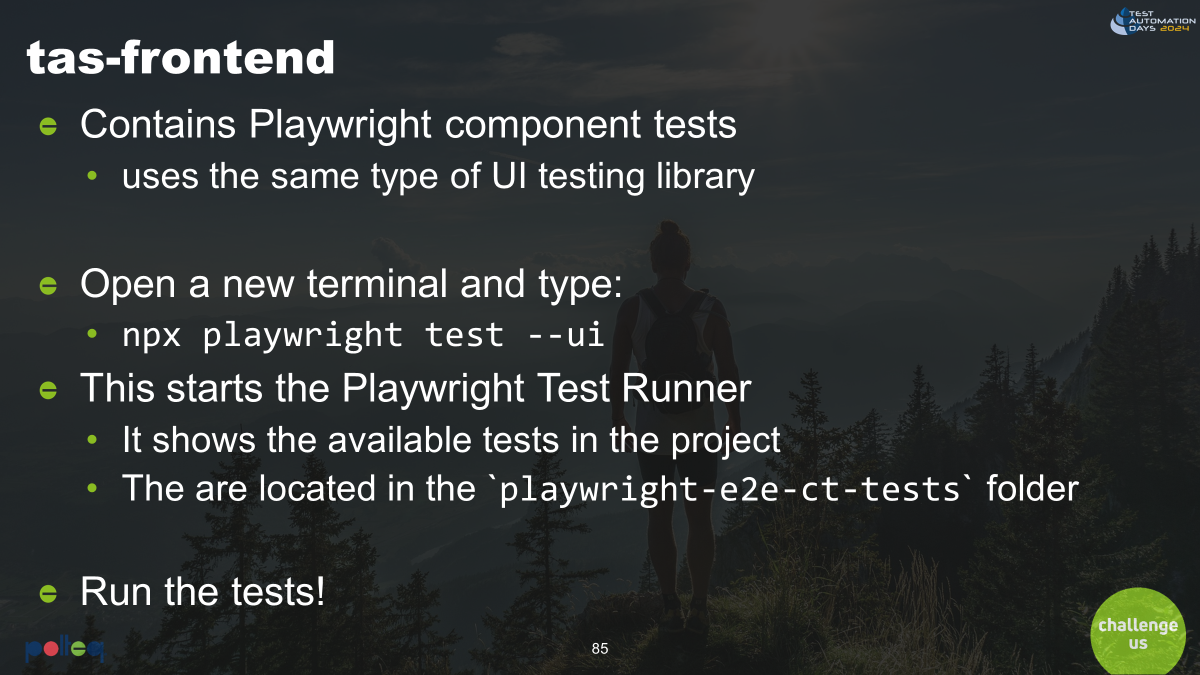 TEST
AUTOMATION
DAYS 2024
tas-frontend
Contains Playwright component tests
uses the same type of UI testing library
Open a new terminal and type:
npx playwright test --ui
This starts the Playwright Test Runner
It shows the available tests in the project
The are located in the `playwright-e2e-ct-tests` folder
Run the tests!
polteq
85
challenge
us